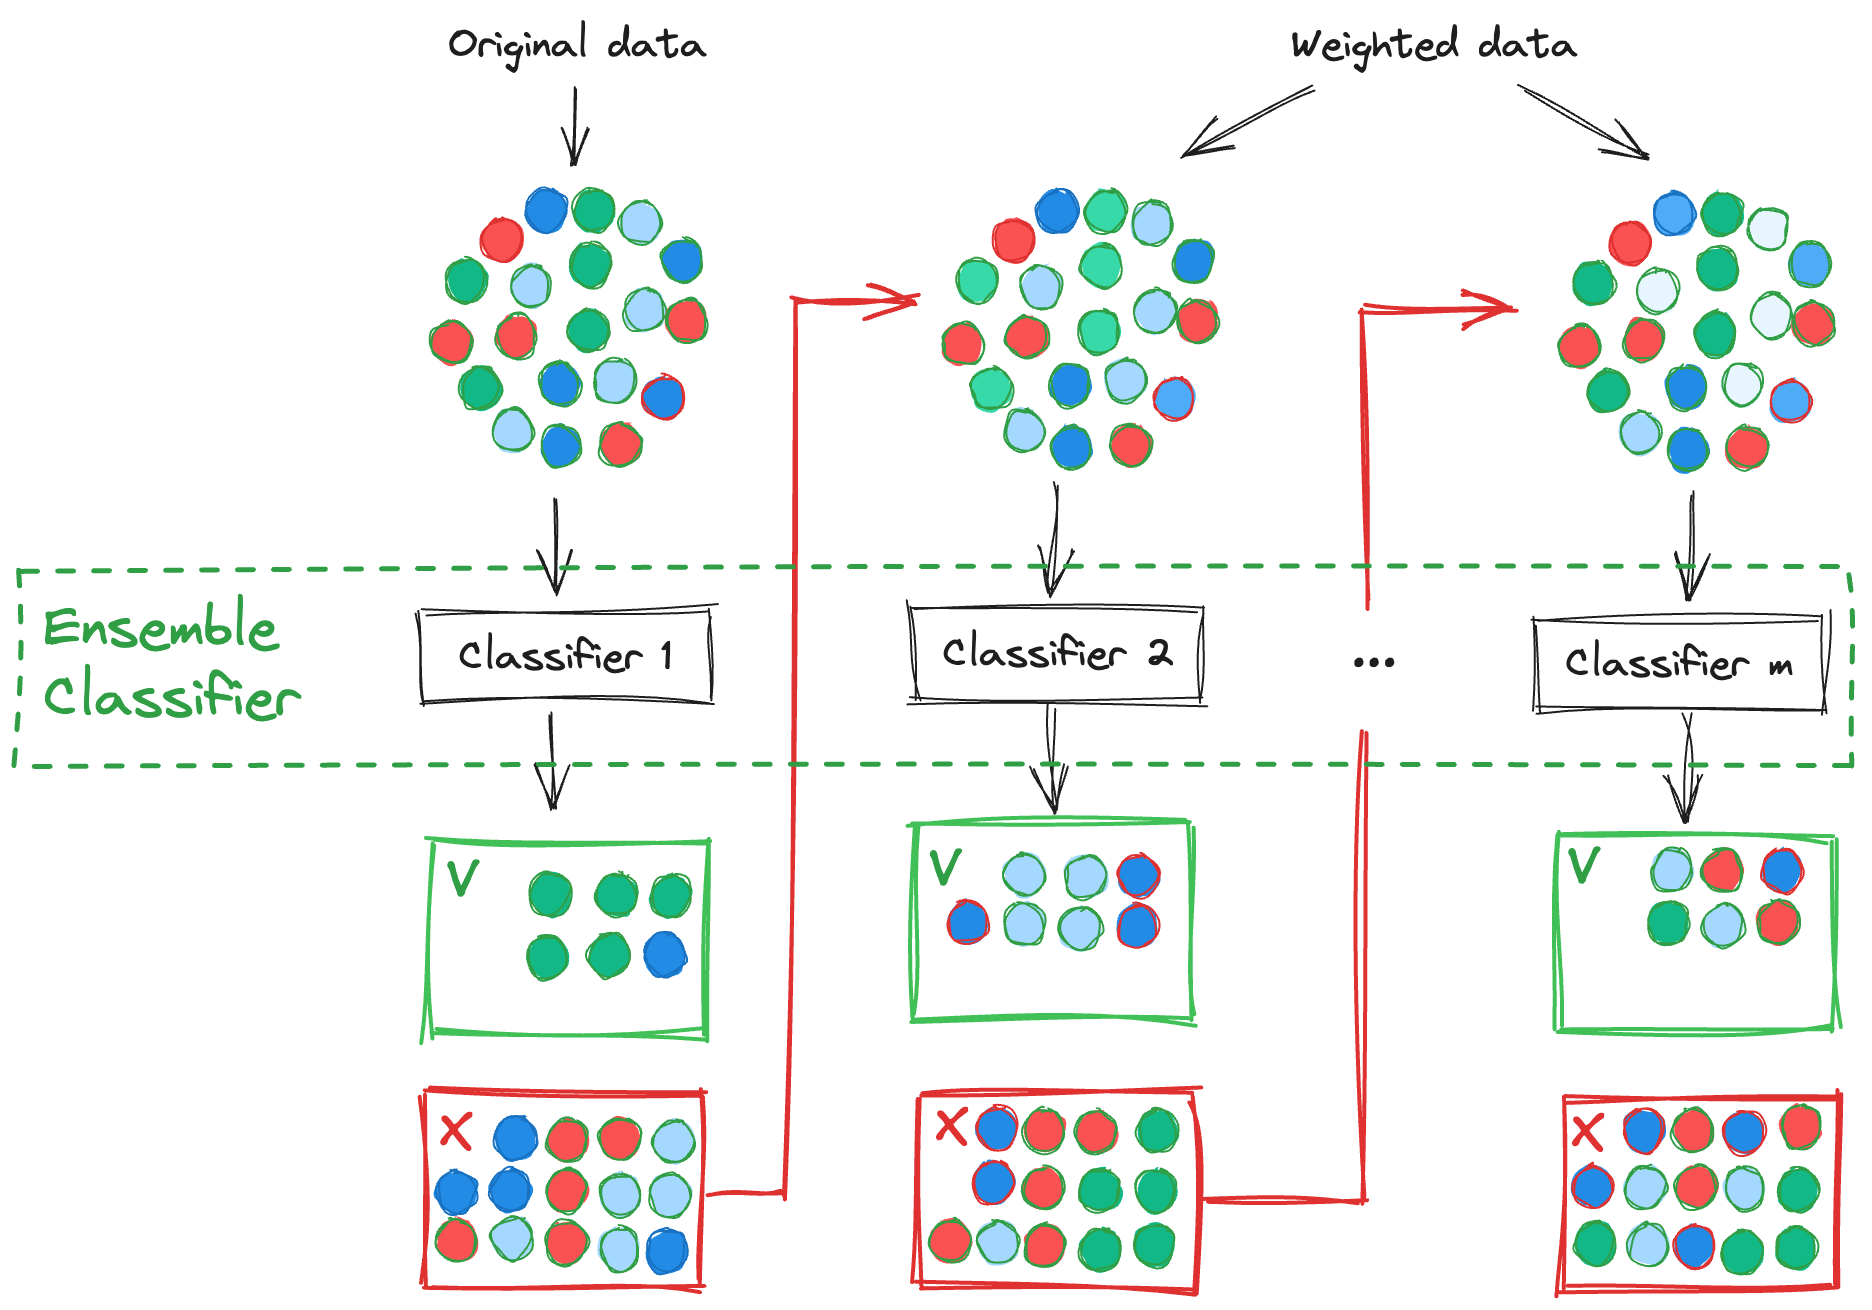 Original data
Weighted data
Ensemble
Classifier
Classifier 1
Classifier 2
...
Classifier m
V
V
V
X
X
X